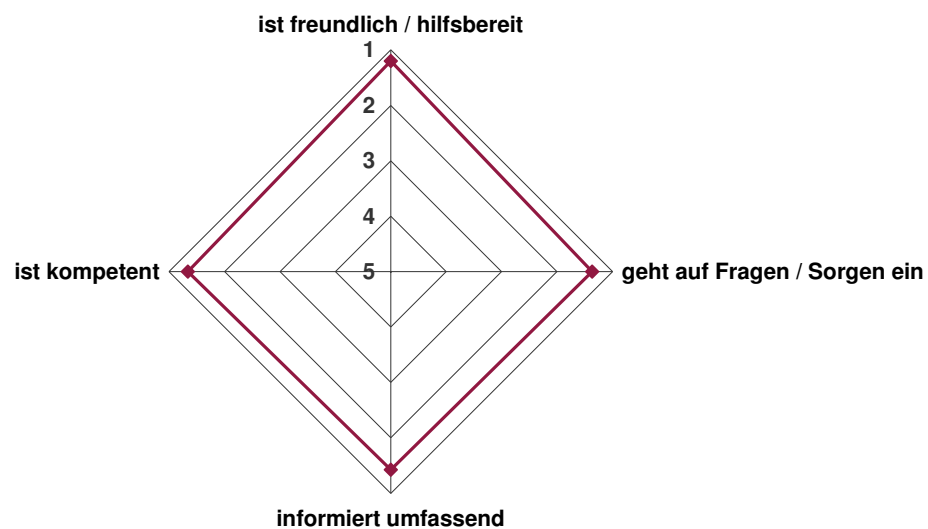 ist freundlich / hilfsbereit
1
2
3
4
5
ist kompetent
geht auf Fragen / Sorgen ein
informiert umfassend